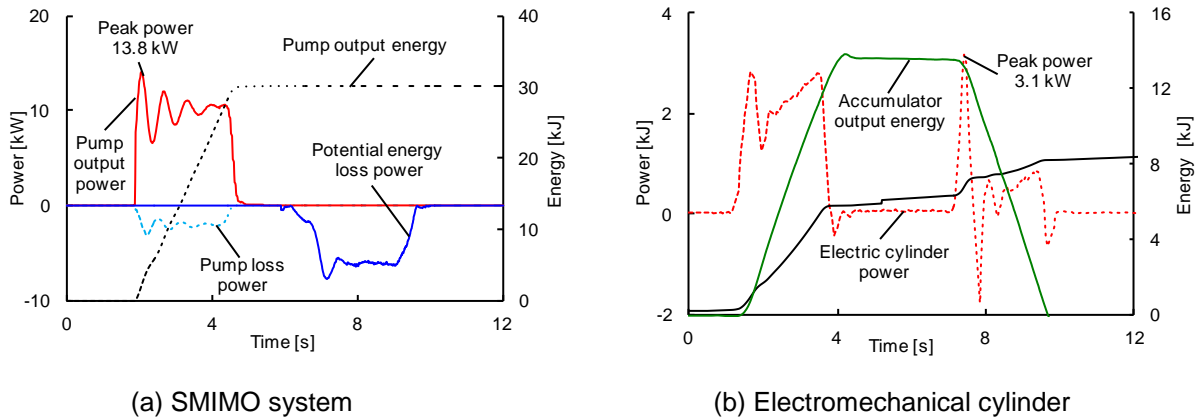 20
10
0
-10
Power [kW]
40
30
20
10
0
Energy [kJ]
0
4
8
12
Time [s]
Peak power
13.8 kW
Pump output energy
Pump
output
power
Potential energy
loss power
Pump loss
power
(a) SMIMO system
4
2
0
-2
Power [kJ]
16
12
8
4
0
Energy [kJ]
0
4
8
12
Time [s]
Peak power
3.1 kW
Accumulator
output energy
Electric cylinder
power
(b) Electromechanical cylinder